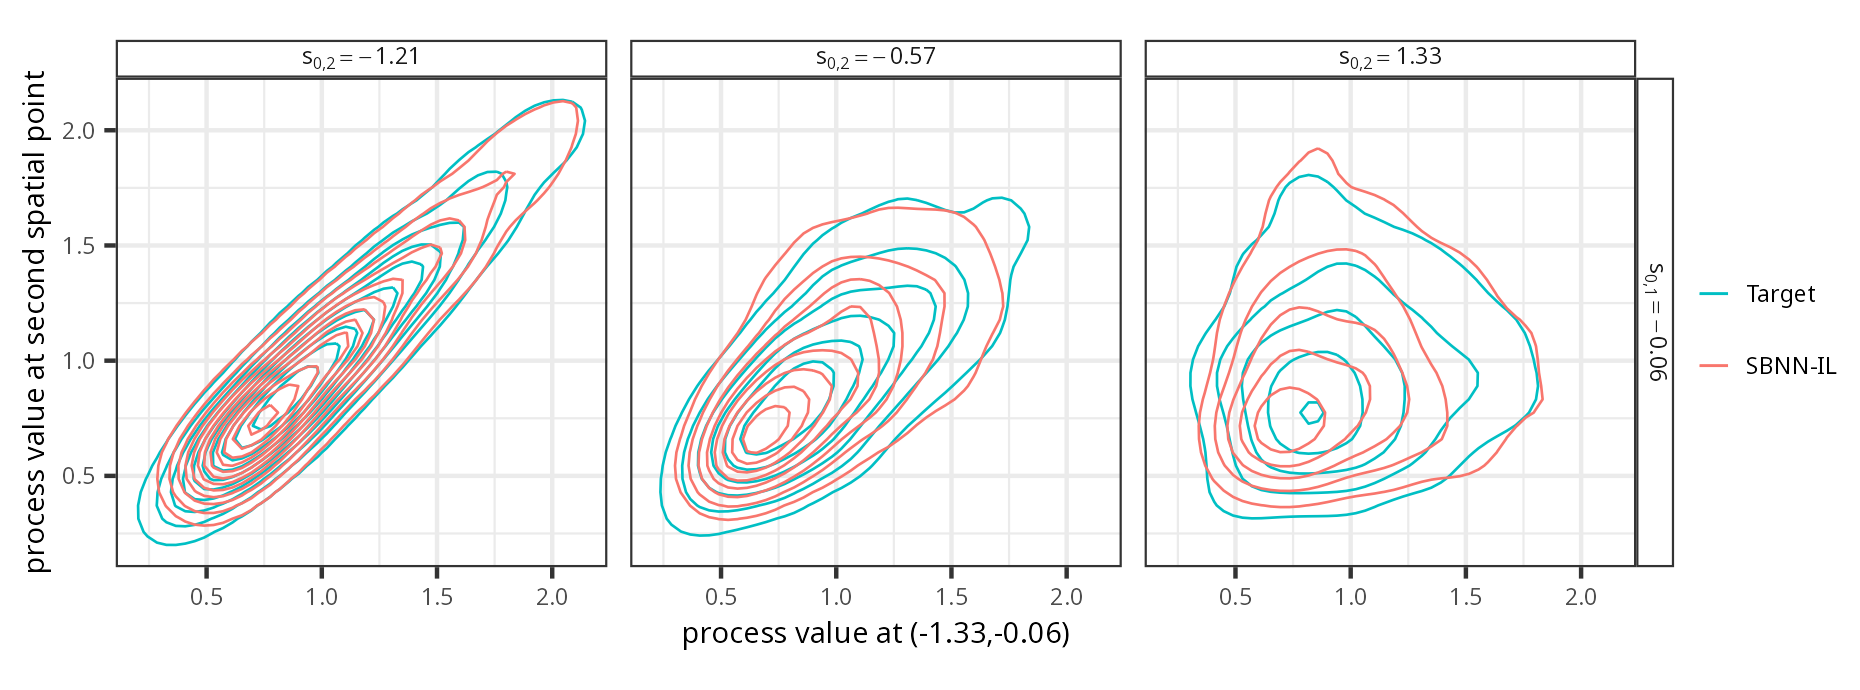 s0,2 = −1.21
s0,2 = −0.57
s0,2 = 1.33
s0,1 = −0.06
process value at second spatial point
2.0
1.5
1.0
0.5
0.5 1.0 1.5 2.0
0.5 1.0 1.5 2.0
0.5 1.0 1.5 2.0
process value at (-1.33,-0.06)
Target
SBNN-IL